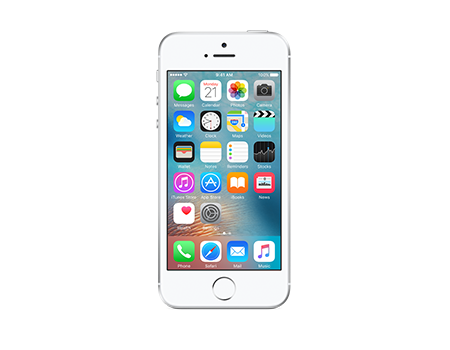 9:41 AM 100%
Monday
21
Messages Calendar Photos Camera
Weather Clock Maps Videos
Wallet Notes Reminders Stocks
iTunes Store App Store iBooks News
Health Settings
Phone Safari Mail Music